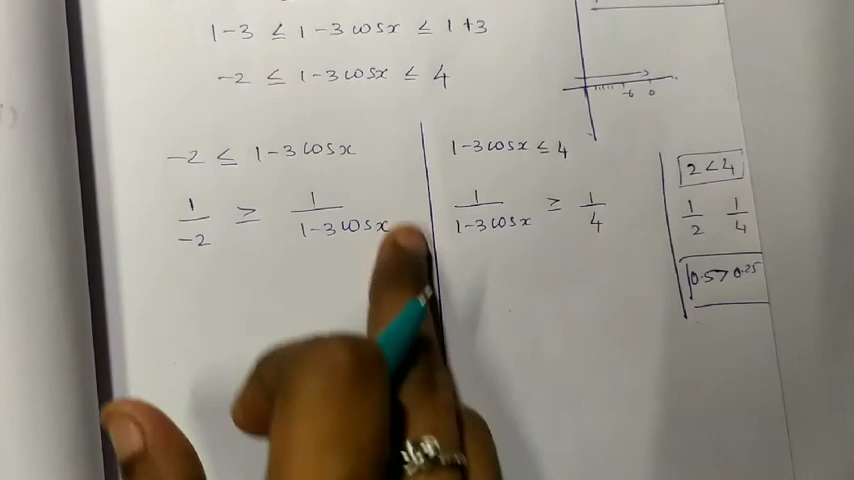 1-3 ≤ 1-3cosx ≤ 1+3
-2 ≤ 1-3cosx ≤ 4
-6 0
-2 ≤ 1-3cosx
1/-2 ≥ 1/1-3cosx
1-3cosx ≤ 4
1/1-3cosx ≥ 1/4
2<4
1/2 1/4
0.5>0.25